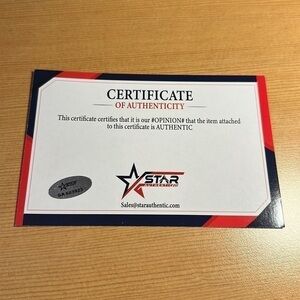 CERTIFICATE
OF AUTHENTICITY
This certificate certifies that it is our #OPINION# that the item attached
to this certificate is AUTHENTIC
STAR
AUTHENTIC
Sales@starauthentic.com